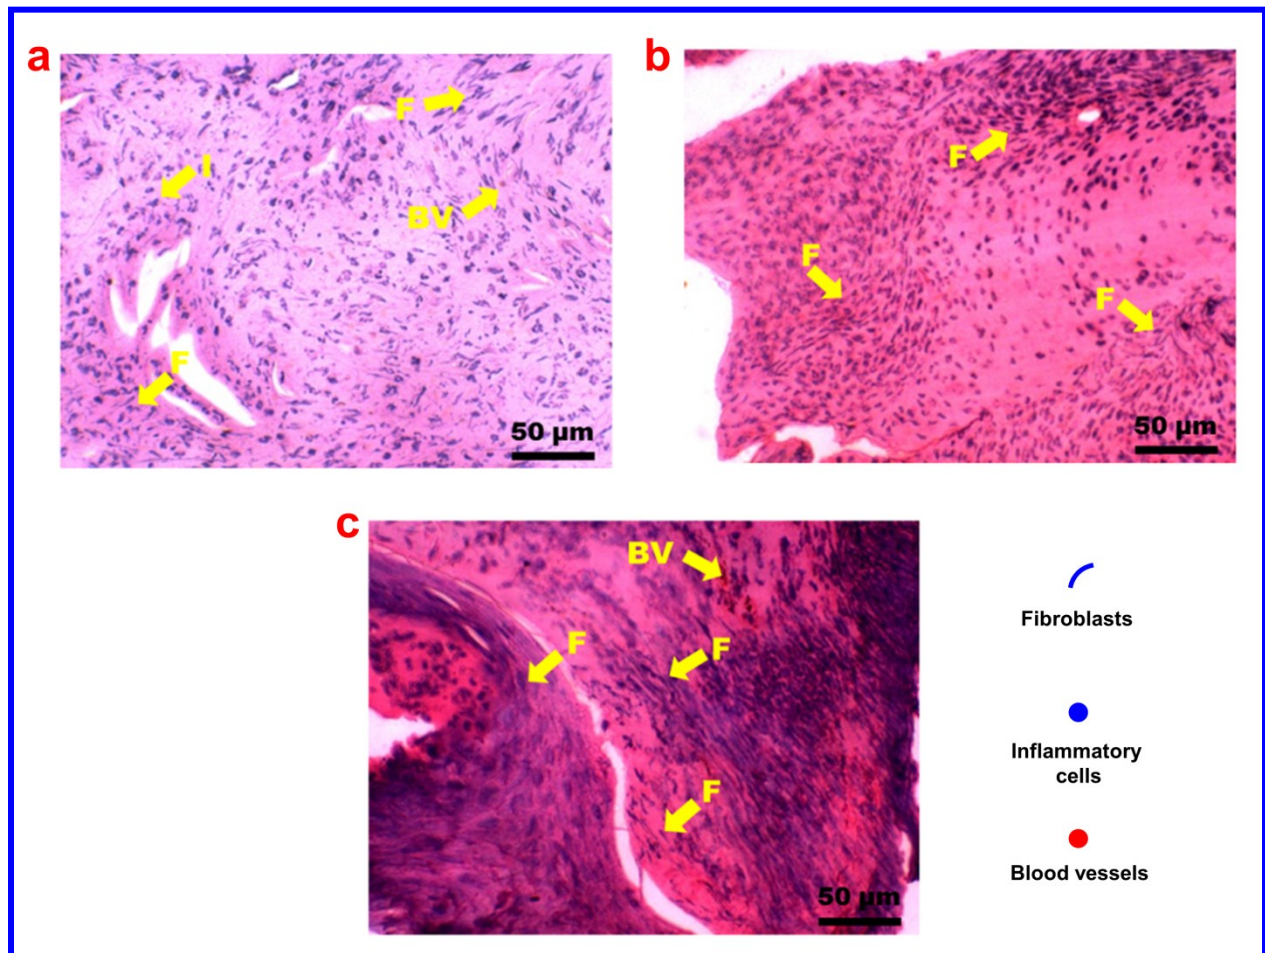 a
F
I
BV
F
50 µm
b
F
F
F
50 µm
c
BV
F
F
F
50 µm
Fibroblasts
Inflammatory
cells
Blood vessels